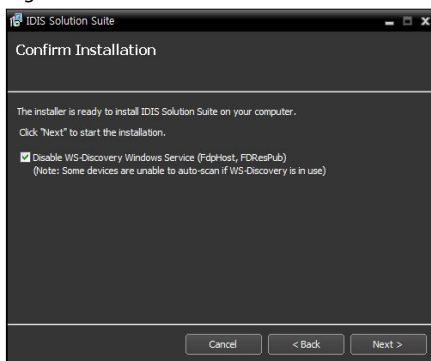 IDIS Solution Suite
Confirm Installation
The installer is ready to install IDIS Solution Suite on your computer.
Click "Next" to start the installation.
Disable WS-Discovery Windows Service (FdpHost, FDResPub)
(Note: Some devices are unable to auto-scan if WS-Discovery is in use)
Cancel
< Back
Next >